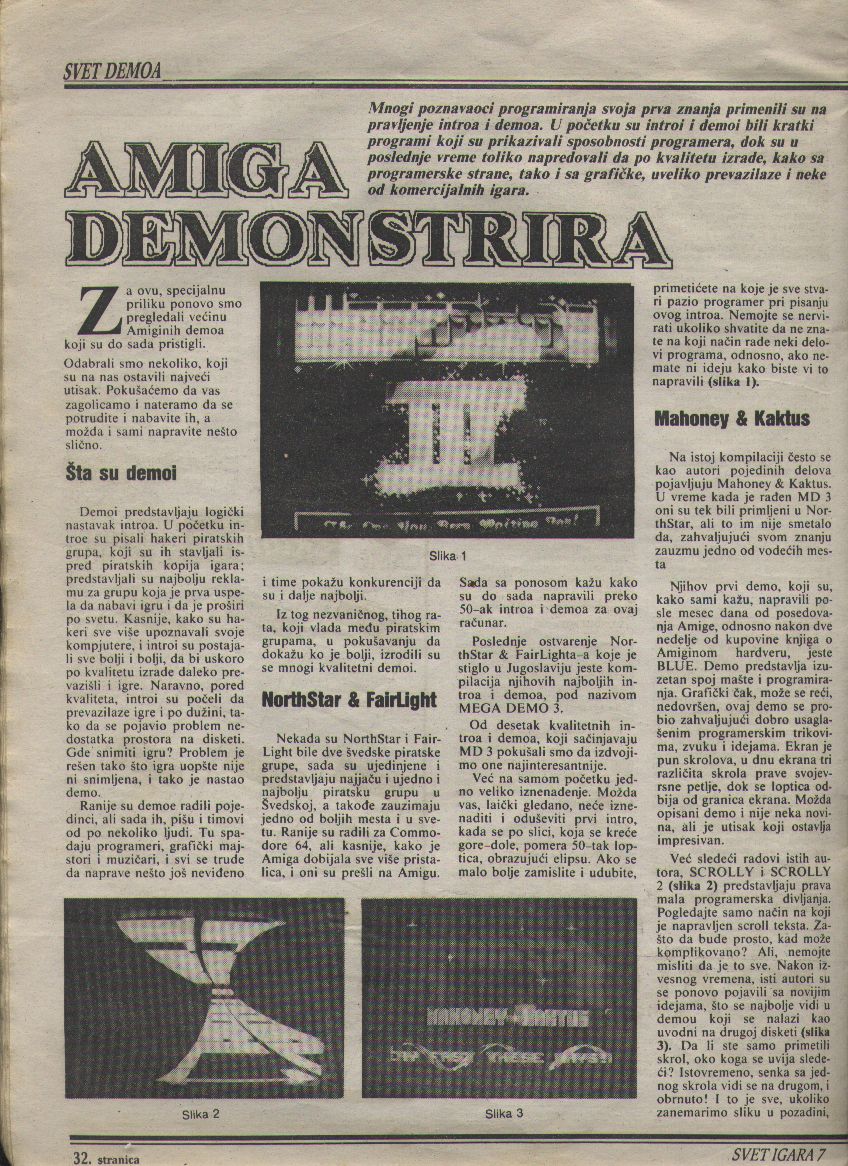 SVET DEMOA
Mnogi poznavaoci programiranja svoja prva znanja primenili su na
pravljenje introa i demoa. U početku su introi i demoi bili kratki
programi koji su prikazivali sposobnosti programera, dok su u
poslednje vreme toliko napredovali da po kvalitetu izrade, kako sa
programerske strane, tako i sa grafičke, uveliko prevazilaze i neke
od komercijalnih igara.
AMIGA
DEMONSTRIRA
Za ovu, specijalnu
priliku ponovo smo
pregledali većinu
Amiginih demoa
koji su do sada pristigli.
Odabrali smo nekoliko, koji
su na nas ostavili najveći
utisak. Pokušaćemo da vas
zagolicamo i nateramo da se
potrudite i nabavite ih, a
možda i sami napravite nešto
slično.
Šta su demoi
Demoi predstavljaju logički
nastavak introa. U početku in-
troe su pisali hakeri piratskih
grupa, koji su ih stavljali is-
pred piratskih kopija igara;
predstavljali su najbolju rekla-
mu za grupu koja je prva uspe-
la da nabavi igru i da je proširi
po svetu. Kasnije, kako su ha-
keri sve više upoznavali svoje
kompjutere, i introi su postaja-
li sve bolji i bolji, da bi uskoro
po kvalitetu izrade daleko pre-
vazišli i igre. Naravno, pored
kvaliteta, introi su počeli da
prevazilaze igre i po dužini, ta-
ko da se pojavio problem ne-
dostatka prostora na disketi.
Gde snimiti igru? Problem je
rešen tako što igra uopšte nije
ni snimljena, i tako je nastao
demo.
Ranije su demoe radili poje-
dinci, ali sada ih, pišu i timovi
od po nekoliko ljudi. Tu spa-
daju programeri, grafički maj-
stori i muzičari, i svi se trude
da naprave nešto još neviđeno
The One You Been Waiting For!
Slika 1
i time pokažu konkurenciji da
su i dalje najbolji.
Iz tog nezvaničnog, tihog ra-
ta, koji vlada među piratskim
grupama, u pokušavanju da
dokažu ko je bolji, izrodili su
se mnogi kvalitetni demoi.
NorthStar & FairLight
Nekada su NorthStar i Fair-
Light bile dve švedske piratske
grupe, sada su ujedinjene i
predstavljaju najjaču i ujedno i
najbolju piratsku grupu u
Švedskoj, a takođe zauzimaju
jedno od boljih mesta i u sve-
tu. Ranije su radili za Commo-
dore 64, ali kasnije, kako je
Amiga dobijala sve više prista-
lica, i oni su prešli na Amigu.
Sada sa ponosom kažu kako
su do sada napravili preko
50-ak introa i demoa za ovaj
računar.
Poslednje ostvarenje Nor-
thStar & FairLighta-a koje je
stiglo u Jugoslaviju jeste kom-
pilacija njihovih najboljih in-
troa i demoa, pod nazivom
MEGA DEMO 3.
Od desetak kvalitetnih in-
troa i demoa, koji sačinjavaju
MD 3 pokušali smo da izdvoji-
mo one najinteresantnije.
Već na samom početku jed-
no veliko iznenađenje. Možda
vas, laički gledano, neće izne-
naditi i oduševiti prvi intro,
kada se po slici, koja se kreće
gore-dole, pomera 50-tak lop-
tica, obrazujući elipsu. Ako se
malo bolje zamislite i udubite,
primetićete na koje je sve stva-
ri pazio programer pri pisanju
ovog introa. Nemojte se nervi-
rati ukoliko shvatite da ne zna-
te na koji način rade neki delo-
vi programa, odnosno, ako ne-
mate ni ideju kako biste vi to
napravili (slika 1).
Mahoney & Kaktus
Na istoj kompilaciji često se
kao autori pojedinih delova
pojavljuju Mahoney & Kaktus.
U vreme kada je rađen MD 3
oni su tek bili primljeni u Nor-
thStar, ali to im nije smetalo
da, zahvaljujući svom znanju
zauzmu jedno od vodećih mes-
ta
Njihov prvi demo, koji su,
kako sami kažu, napravili po-
sle mesec dana od posedova-
nja Amige, odnosno nakon dve
nedelje od kupovine knjiga o
Amiginom hardveru, jeste
BLUE. Demo predstavlja izu-
zetan spoj mašte i programira-
nja. Grafički čak, može se reći,
nedovršen, ovaj demo se pro-
bio zahvaljujući dobro usagla-
šenim programerskim trikovi-
ma, zvuku i idejama. Ekran je
pun skrolova, u dnu ekrana tri
različita skrola prave svojev-
rsne petlje, dok se loptica od-
bija od granica ekrana. Možda
opisani demo i nije neka novi-
na, ali je utisak koji ostavlja
impresivan.
Već sledeći radovi istih au-
tora, SCROLLY i SCROLLY
2 (slika 2) predstavljaju prava
mala programerska divljanja.
Pogledajte samo način na koji
je napravljen scroll teksta. Za-
što da bude prosto, kad može
komplikovano? Ali, nemojte
misliti da je to sve. Nakon iz-
vesnog vremena, isti autori su
se ponovo pojavili sa novijim
idejama, što se najbolje vidi u
demou koji se nalazi kao
uvodni na drugoj disketi (slika
3). Da li ste samo primetili
skrol, oko koga se uvija slede-
ći? Istovremeno, senka sa jed-
nog skrola vidi se na drugom, i
obrnuto! I to je sve, ukoliko
zanemarimo sliku u pozadini,
Slika 2
MAHONEY KAKTUS
Slika 3
32. stranica
SVET IGARA 7